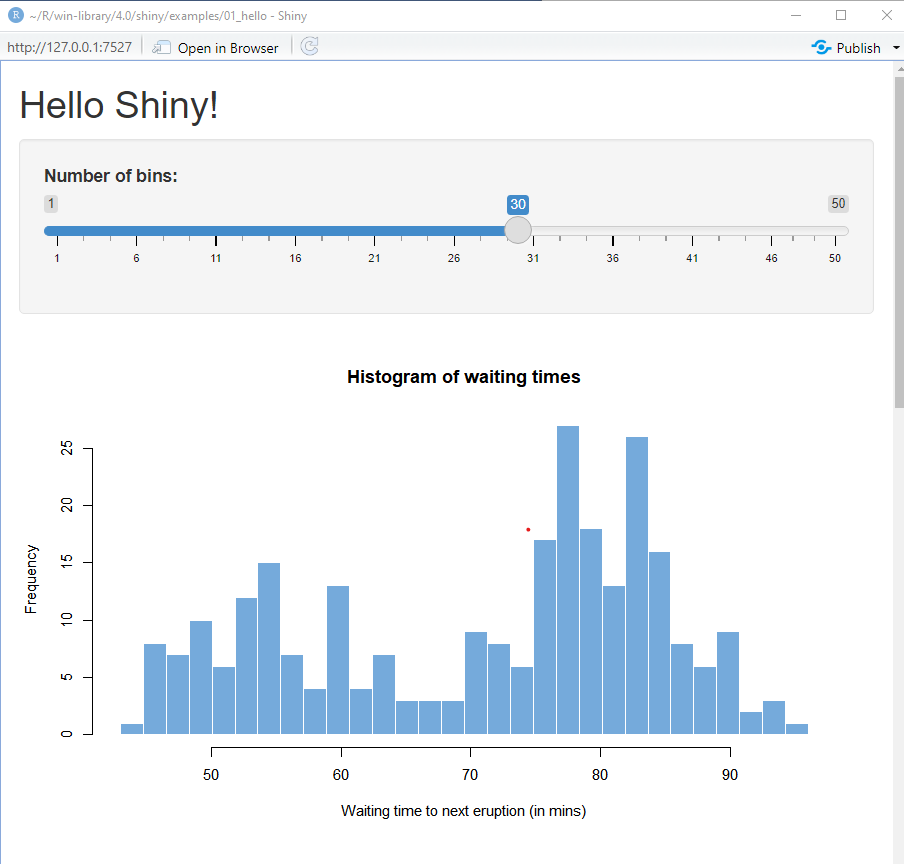 R ~/R/win-library/4.0/shiny/examples/01_hello - Shiny
http://127.0.0.1:7527 Open in Browser Publish
Hello Shiny!
Number of bins:
1 30 50
1 6 11 16 21 26 31 36 41 46 50
Histogram of waiting times
25
20
15
10
5
0
Frequency
50 60 70 80 90
Waiting time to next eruption (in mins)